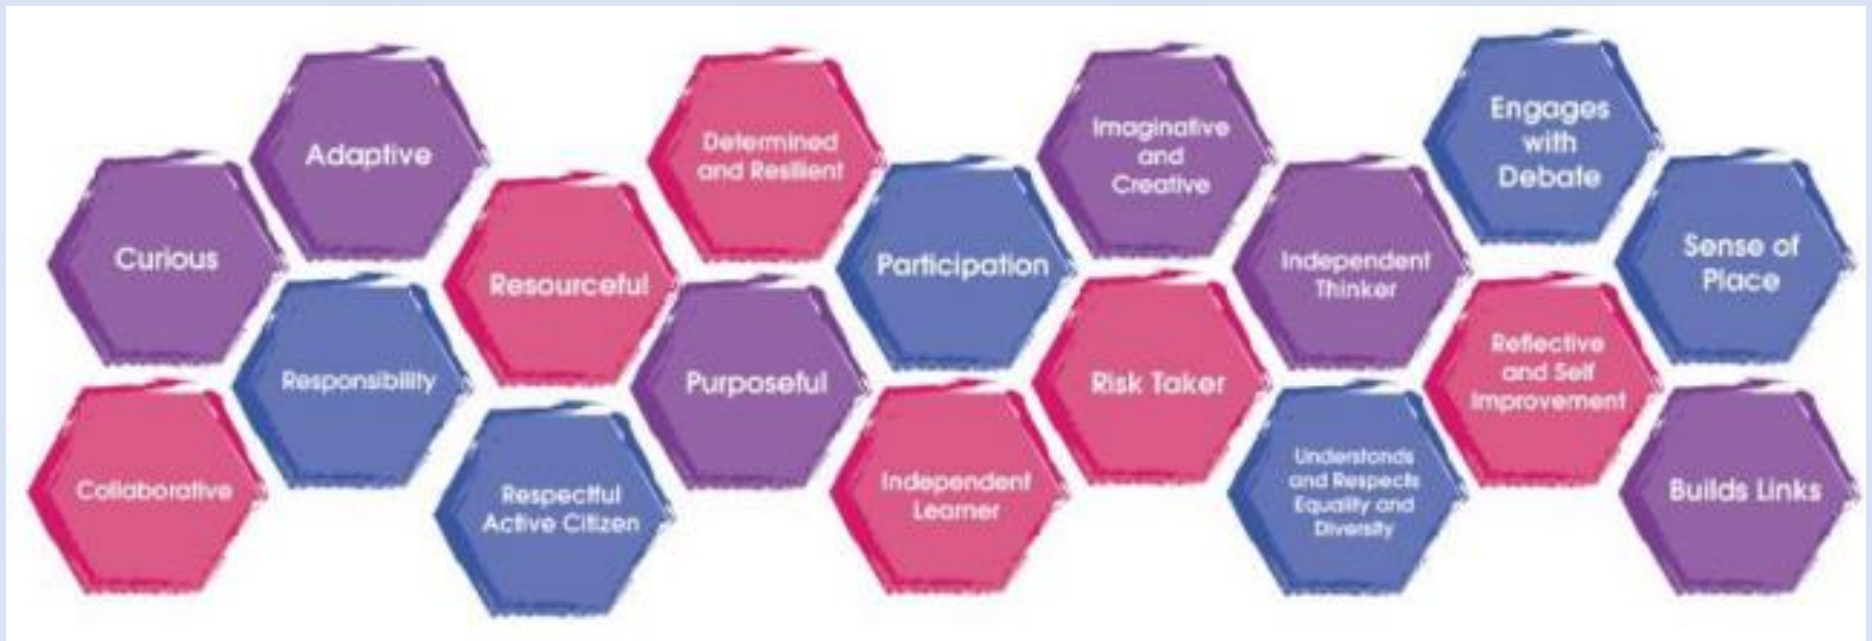 Curious
Adaptive
Collaborative
Responsibility
Resourceful
Respectful
Active Citizen
Determined
and Resilient
Purposeful
Participation
Independent
Learner
Imaginative
and
Creative
Risk Taker
Independent
Thinker
Understands
and Respects
Equality and
Diversity
Engages
with
Debate
Reflective
and Self
Improvement
Sense of
Place
Builds Links